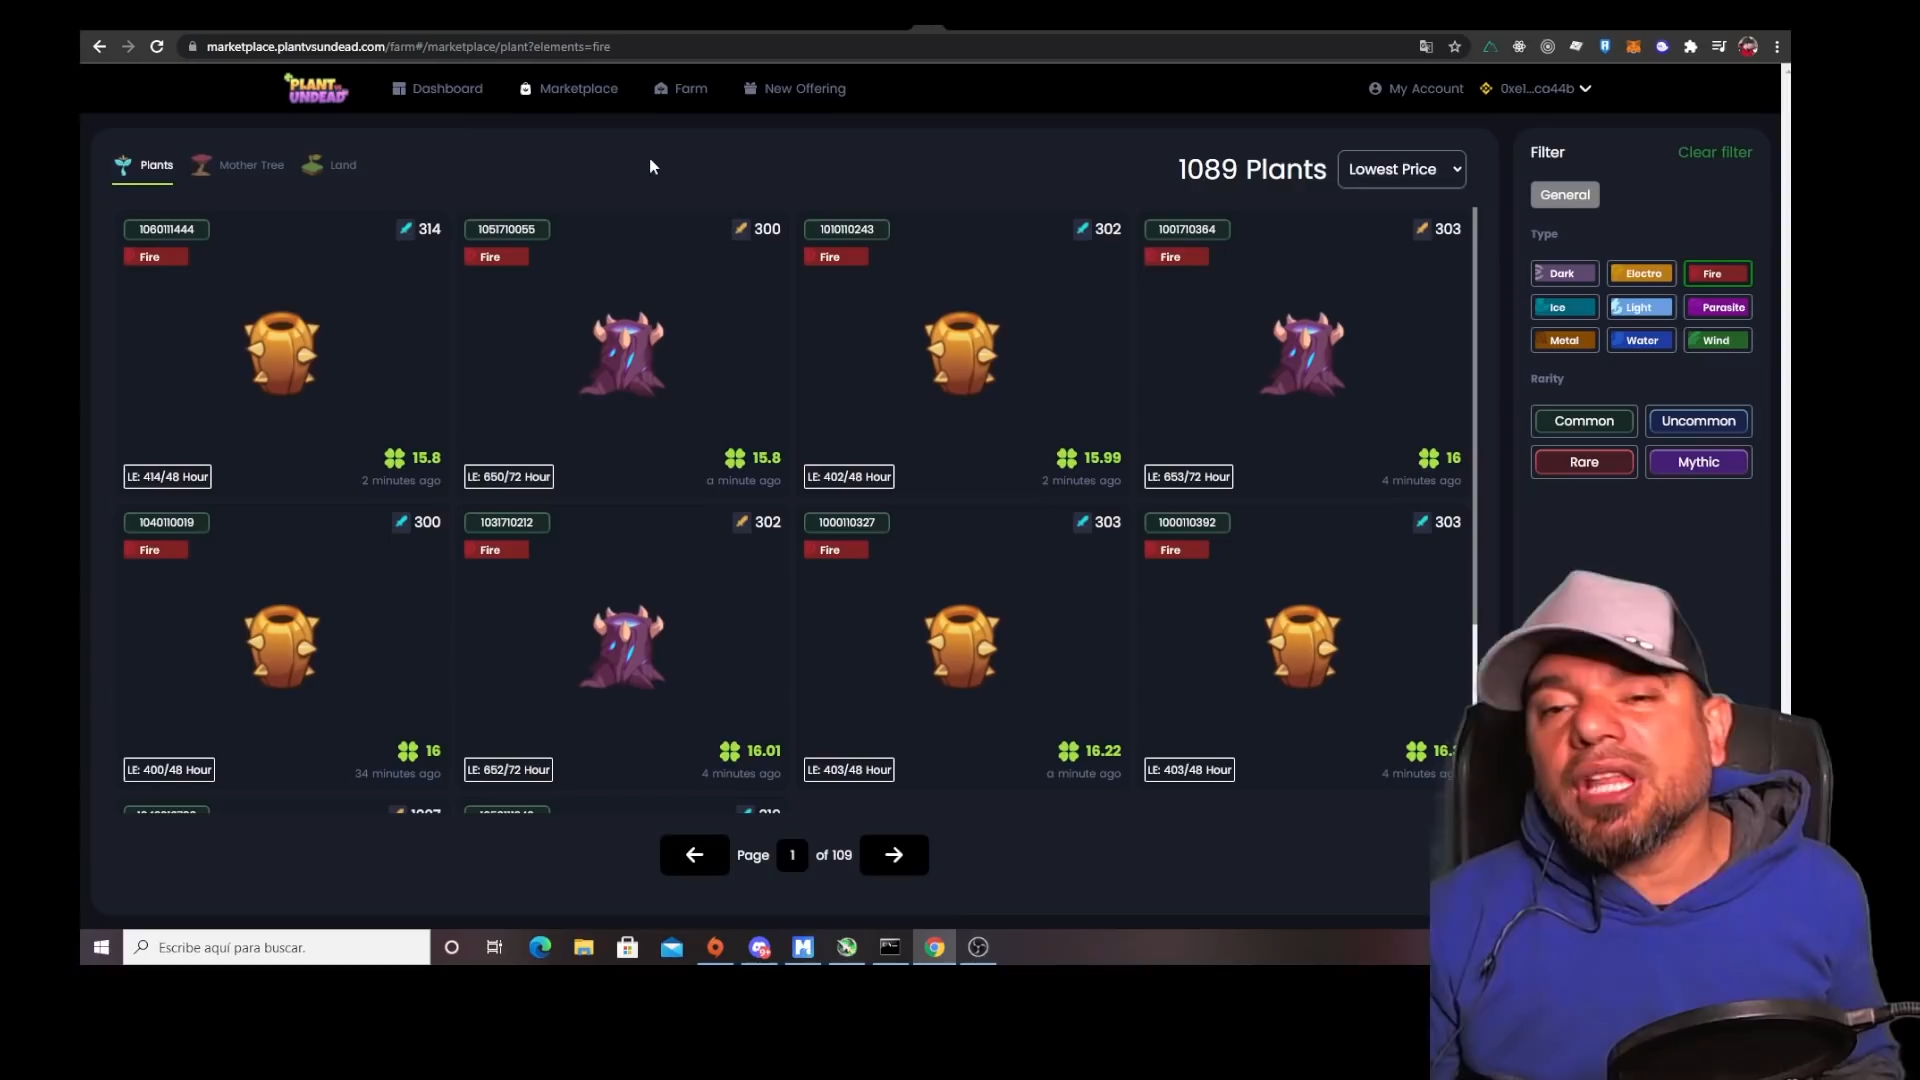 marketplace.plantvsundead.com/farm#/marketplace/plant?elements=fire
PLANT VS UNDEAD
Dashboard
Marketplace
Farm
New Offering
My Account
0xe1...ca44b
Plants
Mother Tree
Land
1089 Plants
Lowest Price
1060111444
314
Fire
LE: 414/48 Hour
15.8
2 minutes ago
1051710055
300
Fire
LE: 650/72 Hour
15.8
a minute ago
1010110243
302
Fire
LE: 402/48 Hour
15.99
2 minutes ago
1001710364
303
Fire
LE: 653/72 Hour
16
4 minutes ago
1040110019
300
Fire
LE: 400/48 Hour
16
34 minutes ago
1031710212
302
Fire
LE: 652/72 Hour
16.01
4 minutes ago
1000110327
303
Fire
LE: 403/48 Hour
16.22
a minute ago
1000110392
303
Fire
LE: 403/48 Hour
4 minutes
Page 1 of 109
Filter
Clear filter
General
Type
Dark
Electro
Fire
Ice
Light
Parasite
Metal
Water
Wind
Rarity
Common
Uncommon
Rare
Mythic
Escribe aquí para buscar.